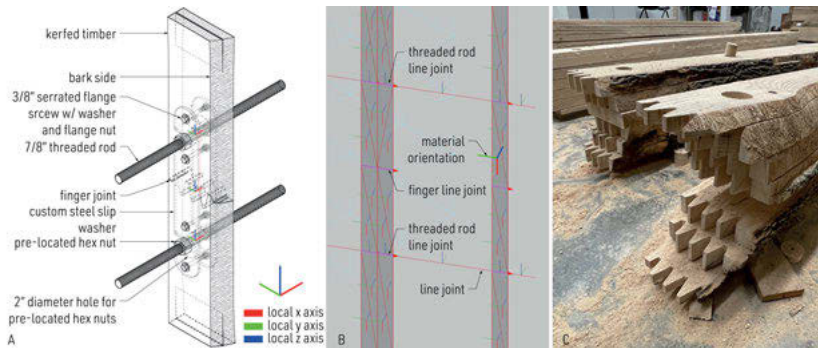 kerfed timber
bark side
3/8" serrated flange
srcew w/ washer
and flange nut
7/8" threaded rod
finger joint
custom steel slip
washer
pre-located hex nut
2" diameter hole for
pre-located hex nuts
local x axis
local y axis
local z axis
A
threaded rod
line joint
material
orientation
finger line joint
threaded rod
line joint
line joint
B
C